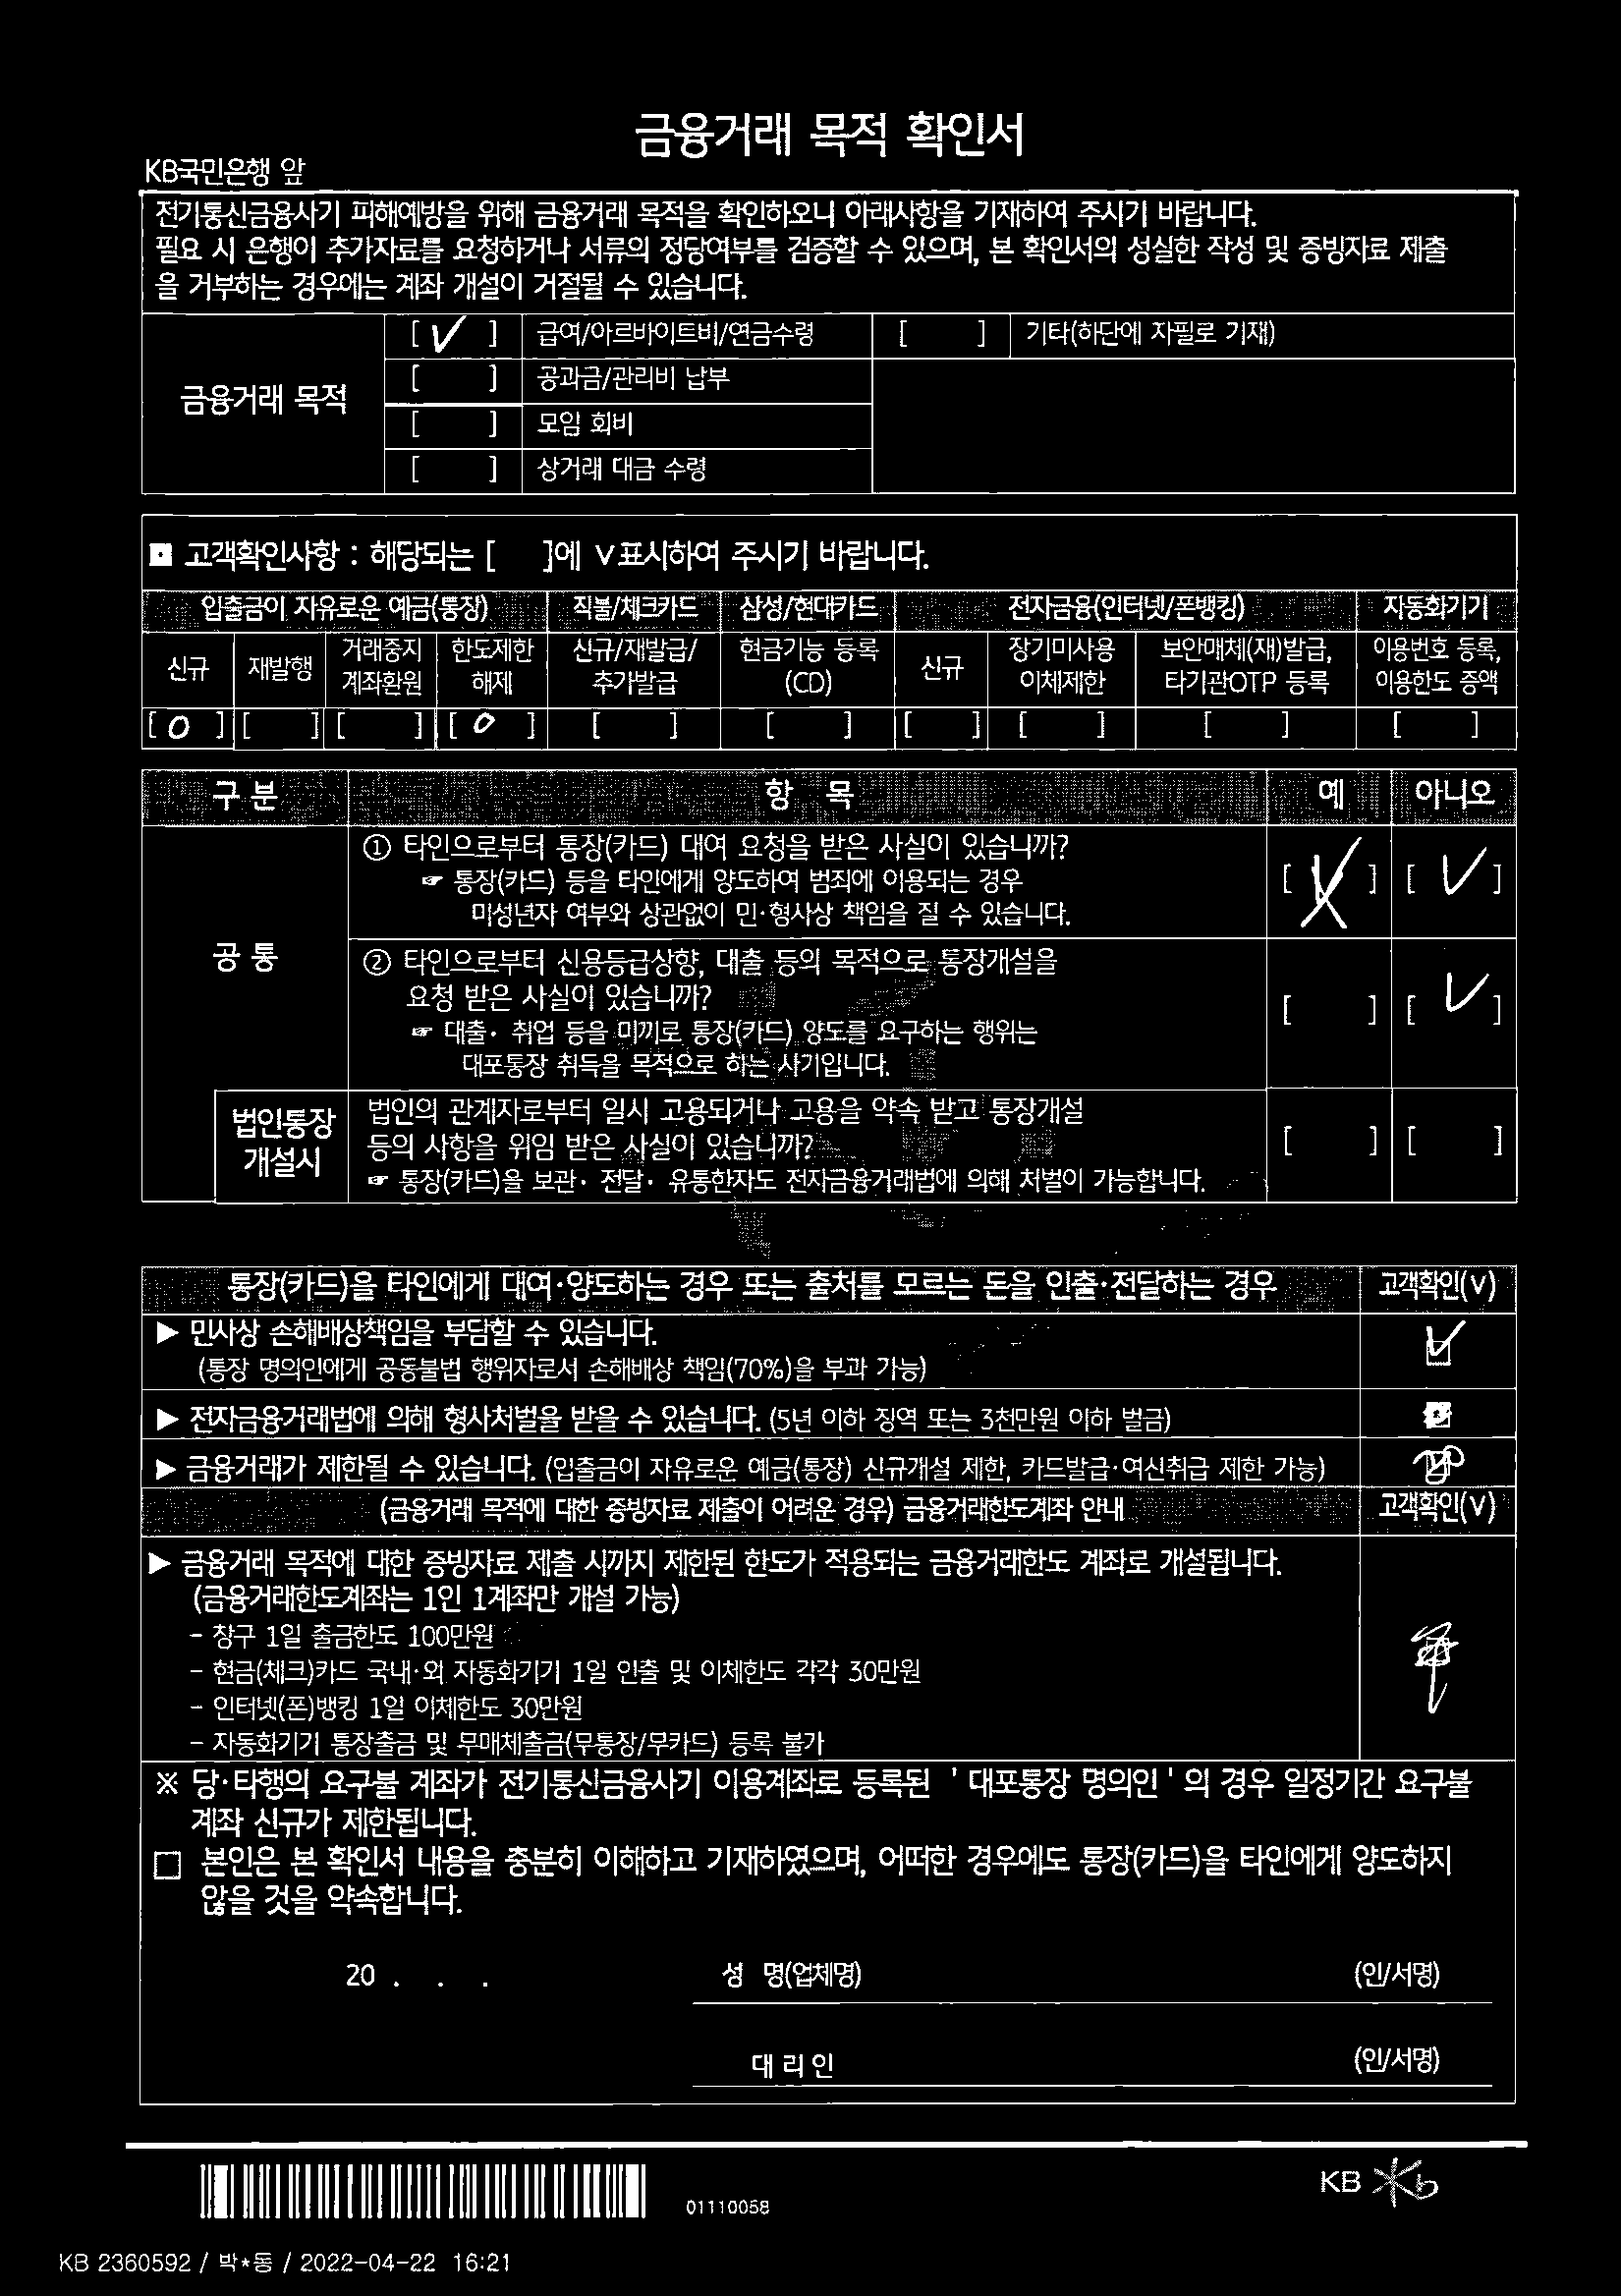 금융거래 목적 확인서
KB국민은행 앞
전기통신금융사기 피해예방을 위해 금융거래 목적을 확인하오니 아래사항을 기재하여 주시기 바랍니다.
필요 시 은행이 추가자료를 요청하거나 서류의 정당여부를 검증할 수 있으며, 본 확인서의 성실한 작성 및 증빙자료 제출
을 거부하는 경우에는 계좌 개설이 거절될 수 있습니다.
금융거래 목적
[ V ] 급여/아르바이트비/연금수령 [ ] 기타(하단에 자필로 기재)
[ ] 공과금/관리비 납부
[ ] 모임 회비
[ ] 상거래 대금 수령
고객확인사항 : 해당되는 [ ]에 ∨표시하여 주시기 바랍니다.
입출금이 자유로운 예금(통장) 직불/체크카드 삼성/현대카드 전자금융(인터넷/폰뱅킹) 자동화기기
신규 재발행 거래중지 계좌환원 한도제한 해제 신규/재발급/ 추가발급 현금기능 등록 (CD) 신규 장기미사용 이체제한 보안매체(재)발급, 타기관OTP 등록 이용번호 등록, 이용한도 증액
[ O ] [ ] [ ] [ O ] [ ] [ ] [ ] [ ] [ ] [ ]
구 분 항 목 예 아니오
공 통
① 타인으로부터 통장(카드) 대여 요청을 받은 사실이 있습니까?
☞ 통장(카드) 등을 타인에게 양도하여 범죄에 이용되는 경우
미성년자 여부와 상관없이 민·형사상 책임을 질 수 있습니다.
[ V ] [ V ]
② 타인으로부터 신용등급상향, 대출 등의 목적으로 통장개설을
요청 받은 사실이 있습니까?
☞ 대출· 취업 등을 미끼로 통장(카드) 양도를 요구하는 행위는
대포통장 취득을 목적으로 하는 사기입니다.
[ ] [ V ]
법인통장
개설시
법인의 관계자로부터 일시 고용되거나 고용을 약속 받고 통장개설
등의 사항을 위임 받은 사실이 있습니까?
☞ 통장(카드)을 보관· 전달· 유통한자도 전자금융거래법에 의해 처벌이 가능합니다.
[ ] [ ]
통장(카드)을 타인에게 대여·양도하는 경우 또는 출처를 모르는 돈을 인출·전달하는 경우 고객확인(∨)
▶ 민사상 손해배상책임을 부담할 수 있습니다.
(통장 명의인에게 공동불법 행위자로서 손해배상 책임(70%)을 부과 가능)
▶ 전자금융거래법에 의해 형사처벌을 받을 수 있습니다. (5년 이하 징역 또는 3천만원 이하 벌금)
▶ 금융거래가 제한될 수 있습니다. (입출금이 자유로운 예금(통장) 신규개설 제한, 카드발급·여신취급 제한 가능)
(금융거래 목적에 대한 증빙자료 제출이 어려운 경우) 금융거래한도계좌 안내 고객확인(∨)
▶ 금융거래 목적에 대한 증빙자료 제출 시까지 제한된 한도가 적용되는 금융거래한도 계좌로 개설됩니다.
(금융거래한도계좌는 1인 1계좌만 개설 가능)
- 창구 1일 출금한도 100만원
- 현금(체크)카드 국내·외 자동화기기 1일 인출 및 이체한도 각각 30만원
- 인터넷(폰)뱅킹 1일 이체한도 30만원
- 자동화기기 통장출금 및 무매체출금(무통장/무카드) 등록 불가
※ 당·타행의 요구불 계좌가 전기통신금융사기 이용계좌로 등록된 ' 대포통장 명의인 ' 의 경우 일정기간 요구불
계좌 신규가 제한됩니다.
□ 본인은 본 확인서 내용을 충분히 이해하고 기재하였으며, 어떠한 경우에도 통장(카드)을 타인에게 양도하지
않을 것을 약속합니다.
20 . . . 성 명(업체명) (인/서명)
대 리 인 (인/서명)
01110058
KB
KB 2360592 / 박*동 / 2022-04-22 16:21